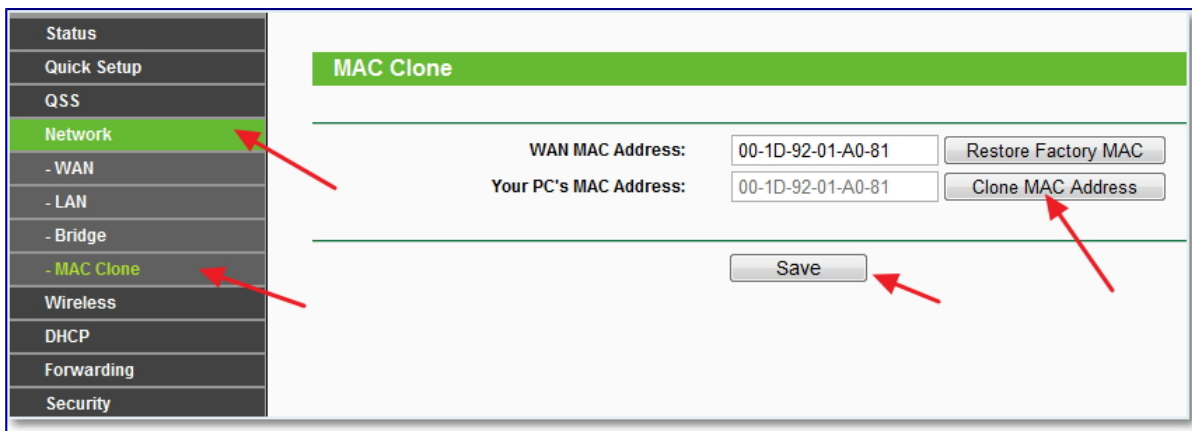 Status
Quick Setup
QSS
Network
- WAN
- LAN
- Bridge
- MAC Clone
Wireless
DHCP
Forwarding
Security
MAC Clone
WAN MAC Address: 00-1D-92-01-A0-81 Restore Factory MAC
Your PC's MAC Address: 00-1D-92-01-A0-81 Clone MAC Address
Save